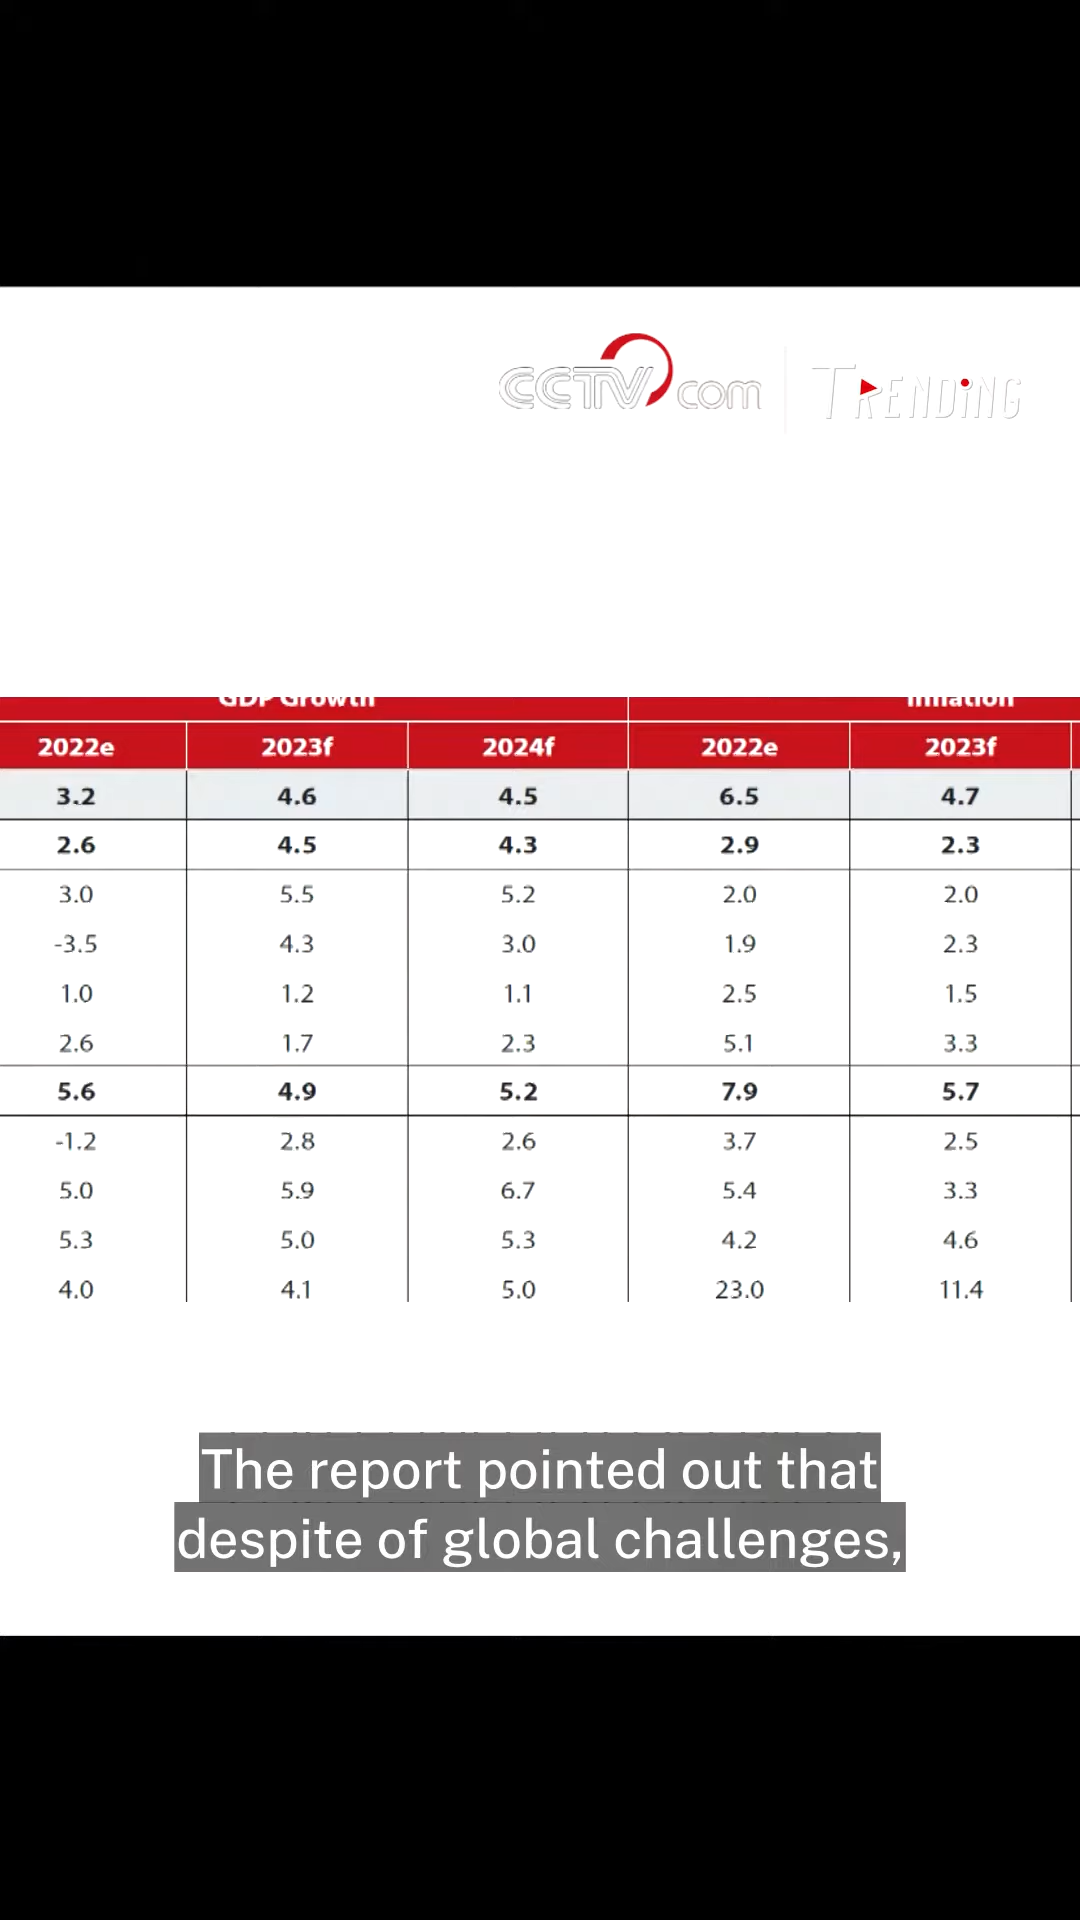 CCTV.com TRENDING
GDP Growth Inflation
2022e 2023f 2024f 2022e 2023f
3.2 4.6 4.5 6.5 4.7
2.6 4.5 4.3 2.9 2.3
3.0 5.5 5.2 2.0 2.0
-3.5 4.3 3.0 1.9 2.3
1.0 1.2 1.1 2.5 1.5
2.6 1.7 2.3 5.1 3.3
5.6 4.9 5.2 7.9 5.7
-1.2 2.8 2.6 3.7 2.5
5.0 5.9 6.7 5.4 3.3
5.3 5.0 5.3 4.2 4.6
4.0 4.1 5.0 23.0 11.4
The report pointed out that
despite of global challenges,